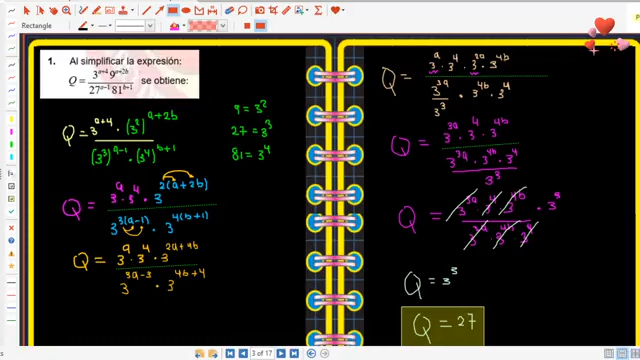 Rectangle
1. Al simplificar la expresión:
Q = 3^{a+4} 9^{a+2b} / 27^{a-1} 81^{b+1} se obtiene:
Q = 3^{a+4} · (3^2)^{a+2b} / (3^3)^{a-1} · (3^4)^{b+1}
9 = 3^2
27 = 3^3
81 = 3^4
Q = 3^a · 3^4 · 3^{2(a+2b)} / 3^{3(a-1)} · 3^{4(b+1)}
Q = 3^a · 3^4 · 3^{2a+4b} / 3^{3a-3} · 3^{4b+4}
Q = 3^a · 3^4 · 3^{2a} · 3^{4b} / 3^{3a}/3^3 · 3^{4b} · 3^4
Q = 3^{3a} · 3^4 · 3^{4b} / 3^{3a} · 3^{4b} · 3^4 / 3^3
Q = 3^{3a} · 3^4 · 3^{4b} / 3^{3a} · 3^{4b} · 3^4 · 3^3
Q = 3^3
Q = 27
3 of 17